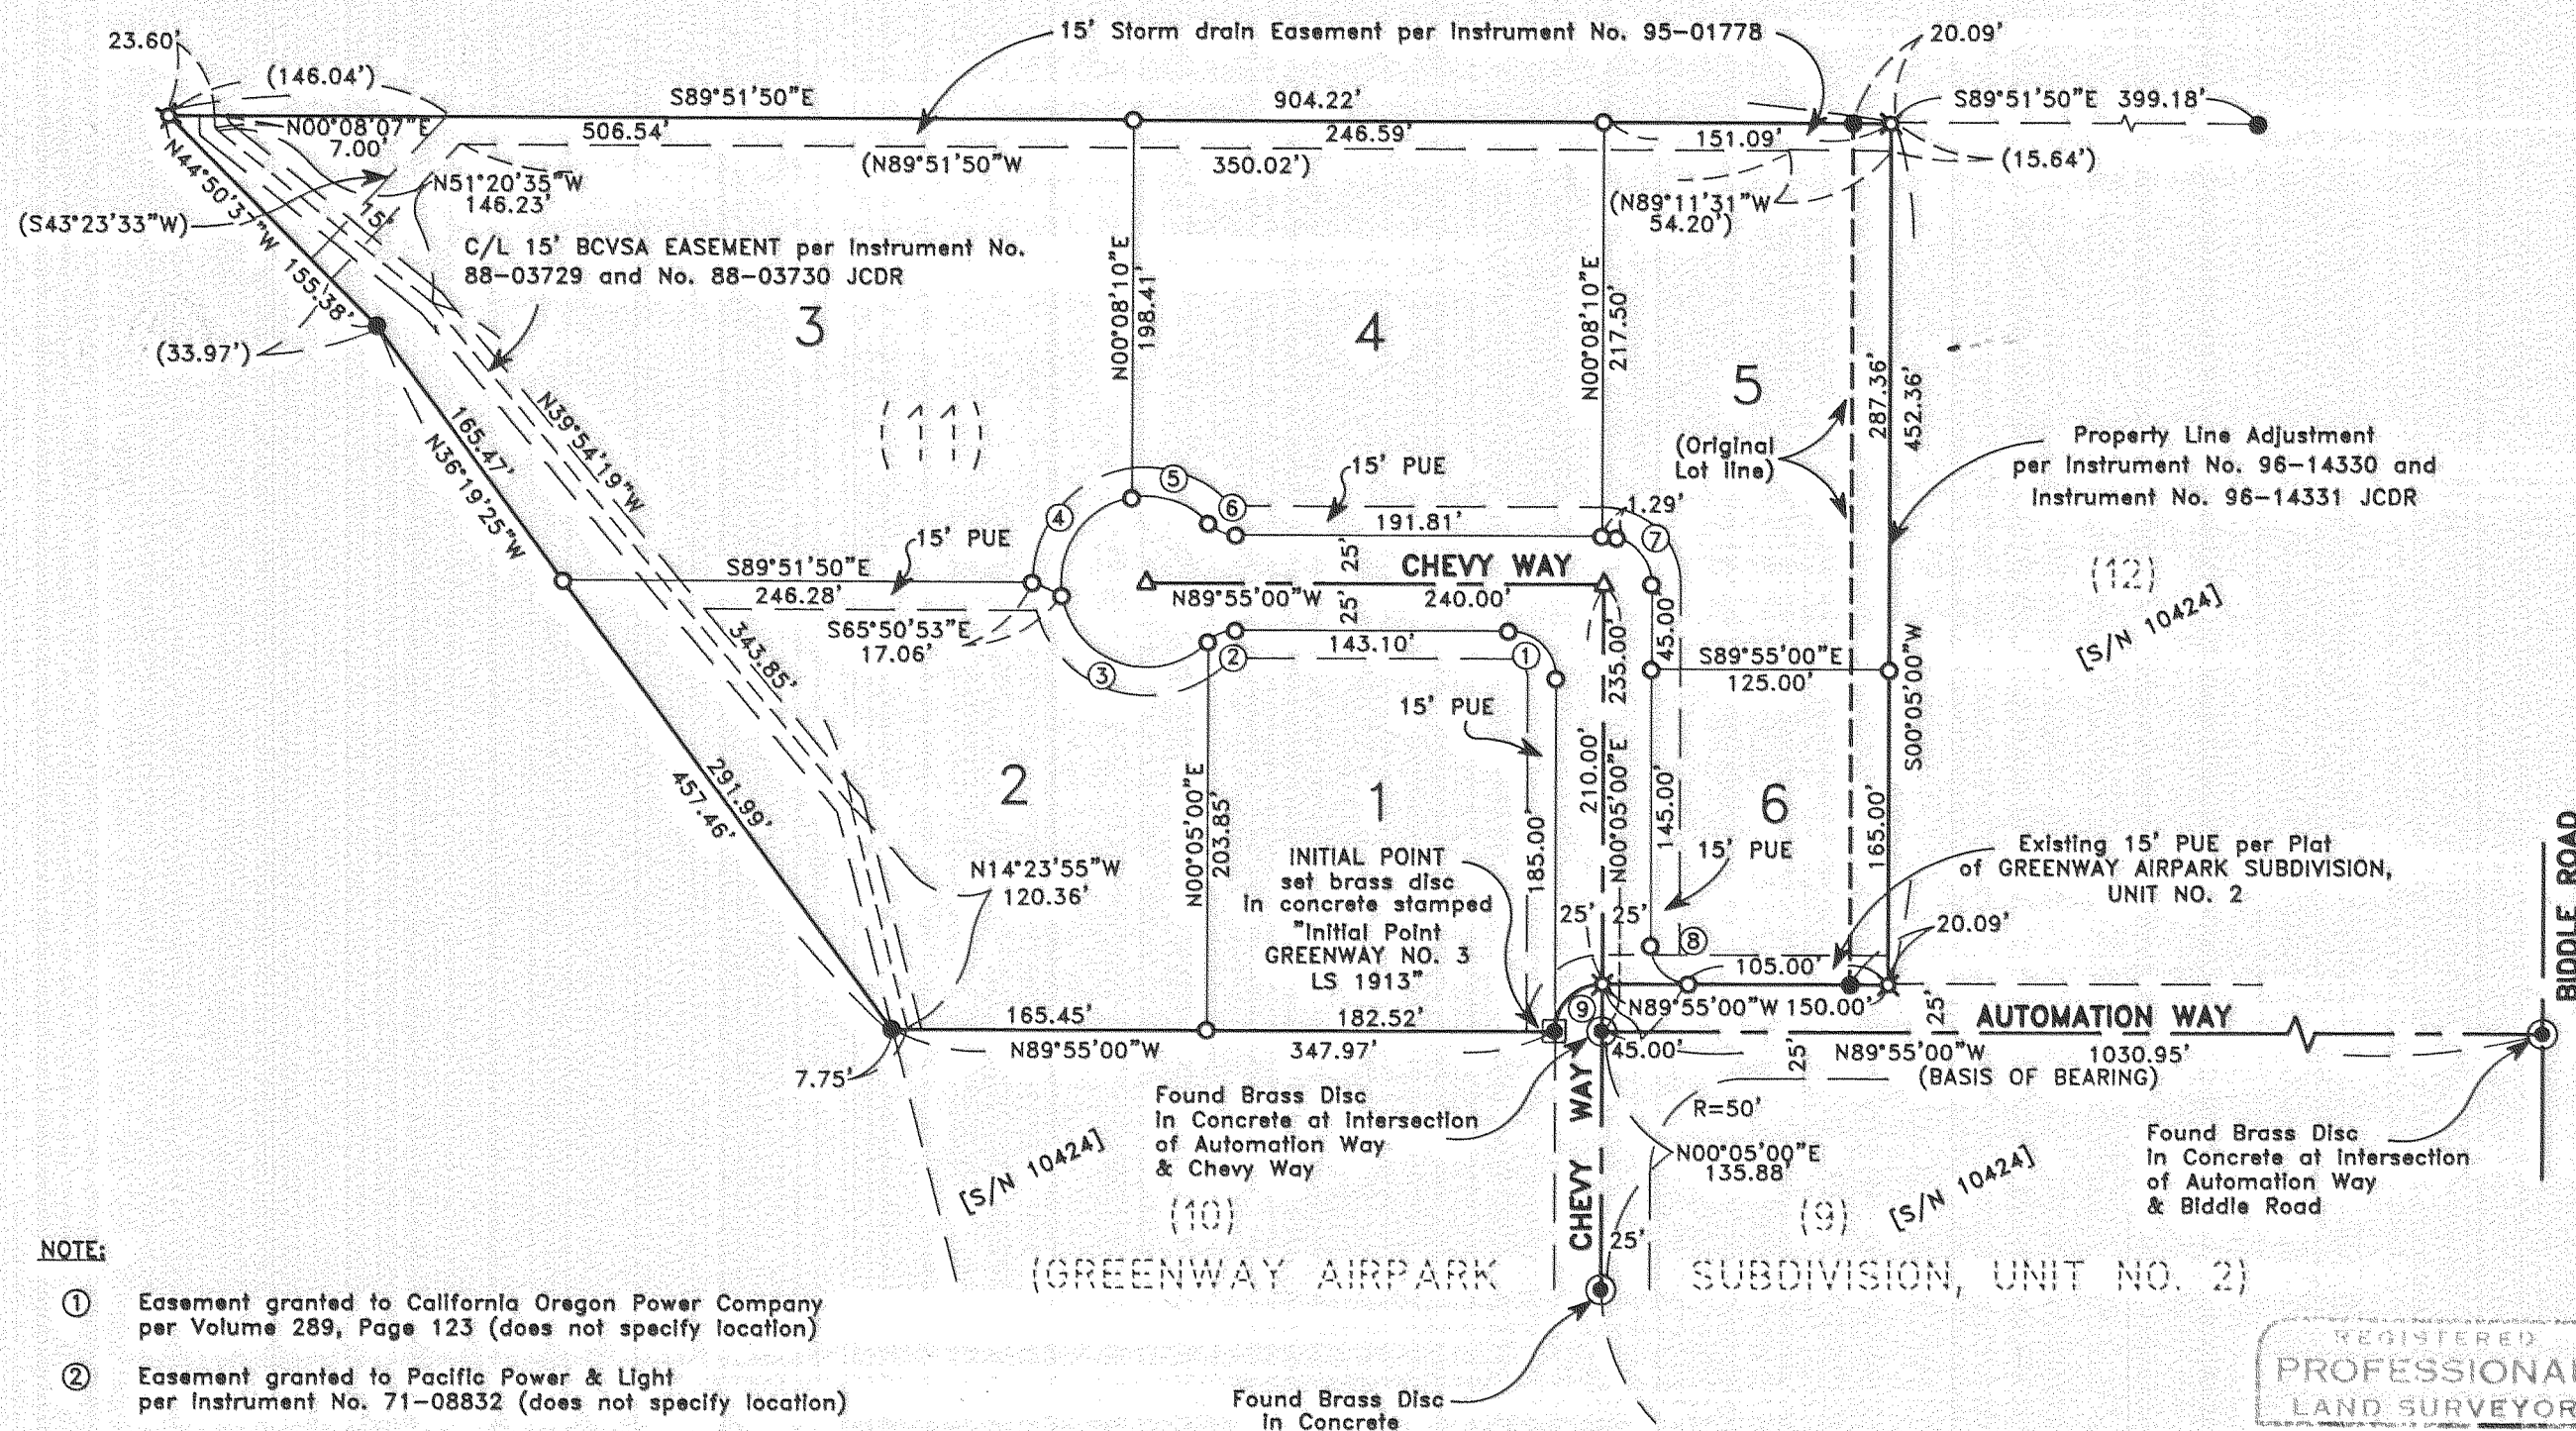 15' Storm drain Easement per Instrument No. 95-01778
20.09'
23.60'
(146.04')
S89°51'50"E
904.22'
S89°51'50"E 399.18'
N00°08'07"E
7.00'
506.54'
246.59'
151.09'
(N89°51'50"W
350.02')
(15.64')
N44°50'37"W
155.38'
N51°20'35"W
146.23'
(N89°11'31"W
54.20')
(S43°23'33"W)
15'
C/L 15' BCVSA EASEMENT per Instrument No.
88-03729 and No. 88-03730 JCDR
(33.97')
3
4
5
N00°08'10"E
198.41'
N00°08'10"E
217.50'
287.36'
452.36'
(Original
Lot line)
Property Line Adjustment
per Instrument No. 96-14330 and
Instrument No. 96-14331 JCDR
(11)
165.47'
N36°19'25"W
N39°54'19"W
15' PUE
5
6
4
1.29'
191.81'
7
15' PUE
25'
CHEVY WAY
S89°51'50"E
246.28'
N89°55'00"W
25'
240.00'
(12)
[S/N 10424]
S65°50'53"E
17.06'
143.10'
3
2
1
235.00'
45.00'
S89°55'00"E
125.00'
S00°05'00"W
343.85'
15' PUE
291.99'
457.46'
2
1
6
N00°05'00"E
203.85'
185.00'
210.00'
N00°05'00"E
145.00'
165.00'
15' PUE
INITIAL POINT
set brass disc
in concrete stamped
"Initial Point
GREENWAY NO. 3
LS 1913"
N14°23'55"W
120.36'
Existing 15' PUE per Plat
of GREENWAY AIRPARK SUBDIVISION,
UNIT NO. 2
BIDDLE ROAD
25'
25'
8
20.09'
105.00'
165.45'
182.52'
9
N89°55'00"W 150.00'
25'
AUTOMATION WAY
N89°55'00"W
347.97'
45.00'
25'
N89°55'00"W
1030.95'
(BASIS OF BEARING)
7.75'
Found Brass Disc
in Concrete at Intersection
of Automation Way
& Chevy Way
CHEVY WAY
R=50'
N00°05'00"E
135.88'
Found Brass Disc
in Concrete at Intersection
of Automation Way
& Biddle Road
[S/N 10424]
(10)
(9)
[S/N 10424]
25'
(GREENWAY AIRPARK SUBDIVISION, UNIT NO. 2)
NOTE:
1 Easement granted to California Oregon Power Company
per Volume 289, Page 123 (does not specify location)
2 Easement granted to Pacific Power & Light
per Instrument No. 71-08832 (does not specify location)
Found Brass Disc
in Concrete
REGISTERED
PROFESSIONAL
LAND SURVEYOR